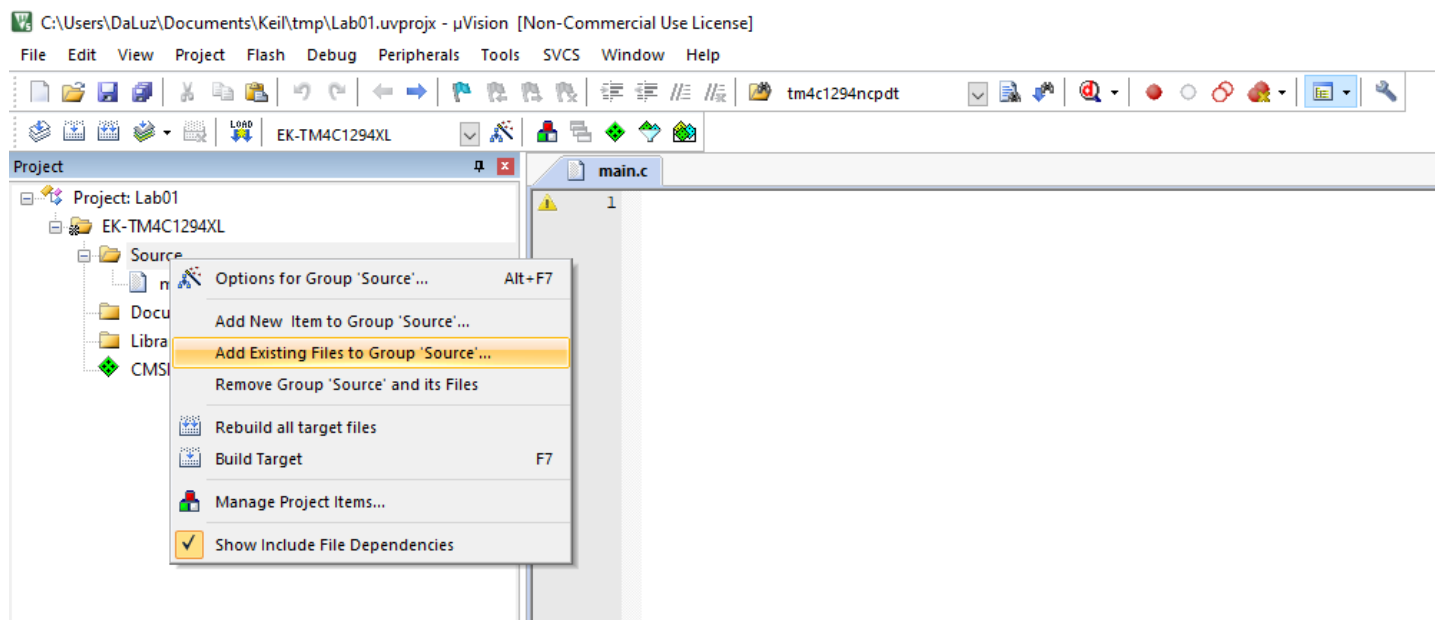 C:\Users\DaLuz\Documents\Keil\tmp\Lab01.uvprojx - µVision [Non-Commercial Use License]
File Edit View Project Flash Debug Peripherals Tools SVCS Window Help
tm4c1294ncpdt
LOAD EK-TM4C1294XL
Project
main.c
Project: Lab01
1
EK-TM4C1294XL
Source
Options for Group 'Source'... Alt+F7
Add New Item to Group 'Source'...
Add Existing Files to Group 'Source'...
Remove Group 'Source' and its Files
Rebuild all target files
Build Target F7
Manage Project Items...
Show Include File Dependencies